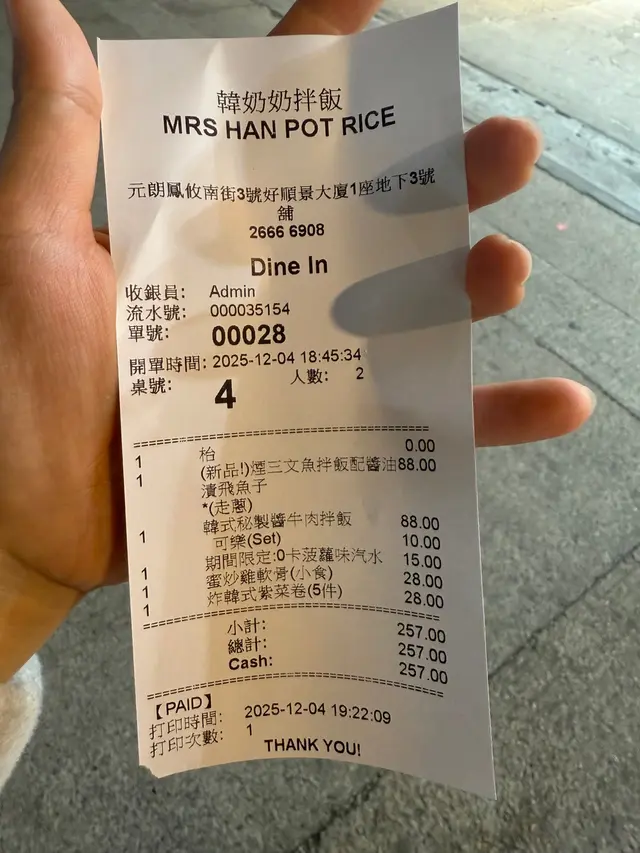 韓奶奶拌飯
MRS HAN POT RICE
元朗鳳攸南街3號好順景大廈1座地下3號
舖
2666 6908
Dine In
收銀員: Admin
流水號: 000035154
單號: 00028
開單時間: 2025-12-04 18:45:34
桌號: 4 人數: 2
1 枱 0.00
1 (新品!)煙三文魚拌飯配醬油 88.00
漬飛魚子
*(走蔥)
1 韓式秘製醬牛肉拌飯 88.00
可樂(Set) 10.00
1 期間限定:0卡菠蘿味汽水 15.00
1 蜜炒雞軟骨(小食) 28.00
1 炸韓式紫菜卷(5件) 28.00
小計: 257.00
總計: 257.00
Cash: 257.00
【PAID】
打印時間: 2025-12-04 19:22:09
打印次數: 1
THANK YOU!